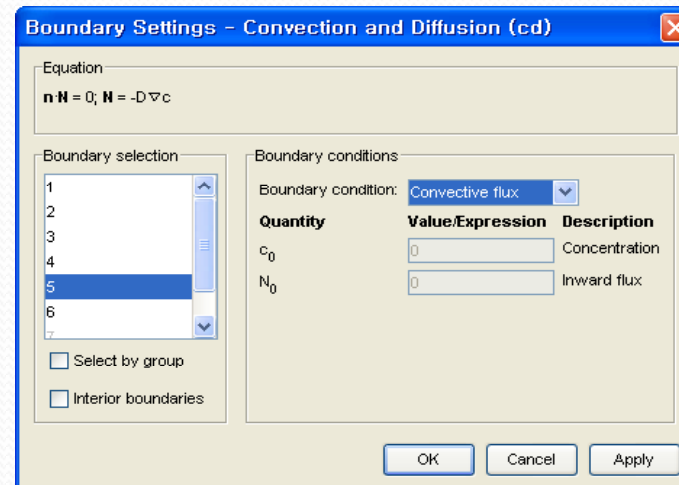 Boundary Settings - Convection and Diffusion (cd)
Equation
n·N = 0; N = -D∇c
Boundary selection
1
2
3
4
5
6
7
Select by group
Interior boundaries
Boundary conditions
Boundary condition: Convective flux
Quantity Value/Expression Description
c₀ 0 Concentration
N₀ 0 Inward flux
OK Cancel Apply